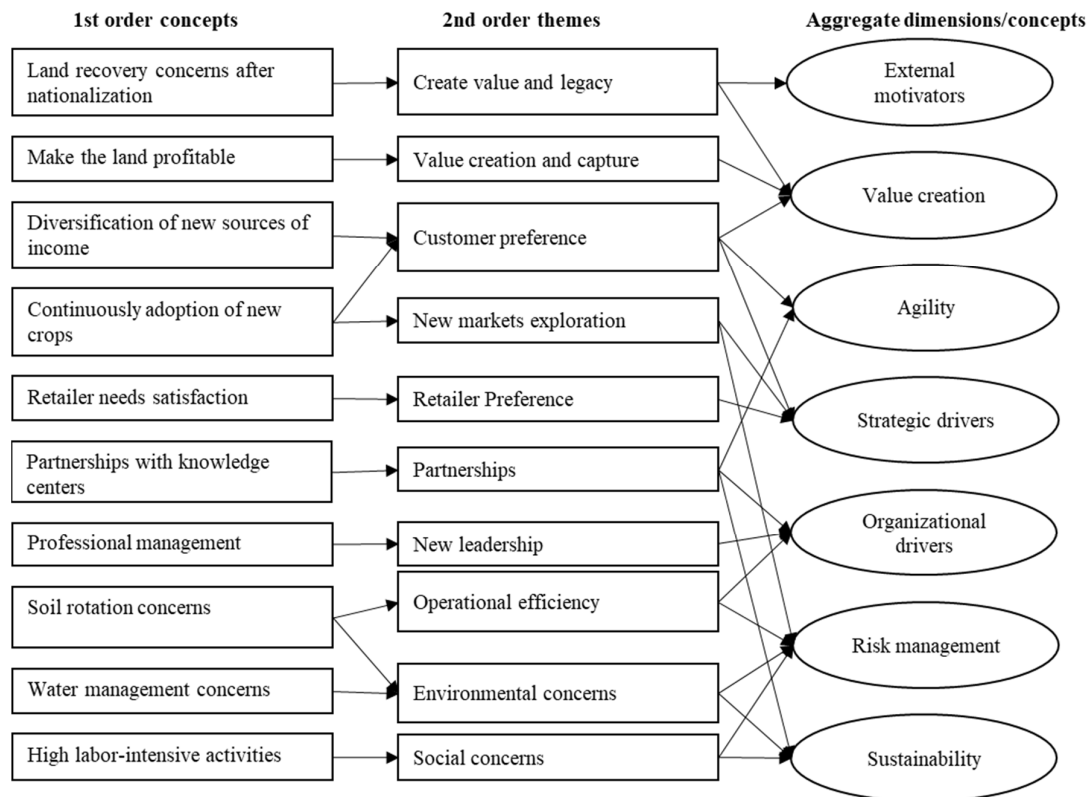 1st order concepts
2nd order themes
Aggregate dimensions/concepts
Land recovery concerns after
nationalization
Create value and legacy
External
motivators
Make the land profitable
Value creation and capture
Value creation
Diversification of new sources of
income
Customer preference
Continuously adoption of new
crops
New markets exploration
Agility
Retailer needs satisfaction
Retailer Preference
Strategic drivers
Partnerships with knowledge
centers
Partnerships
Organizational
drivers
Professional management
New leadership
Soil rotation concerns
Operational efficiency
Risk management
Water management concerns
Environmental concerns
High labor-intensive activities
Social concerns
Sustainability